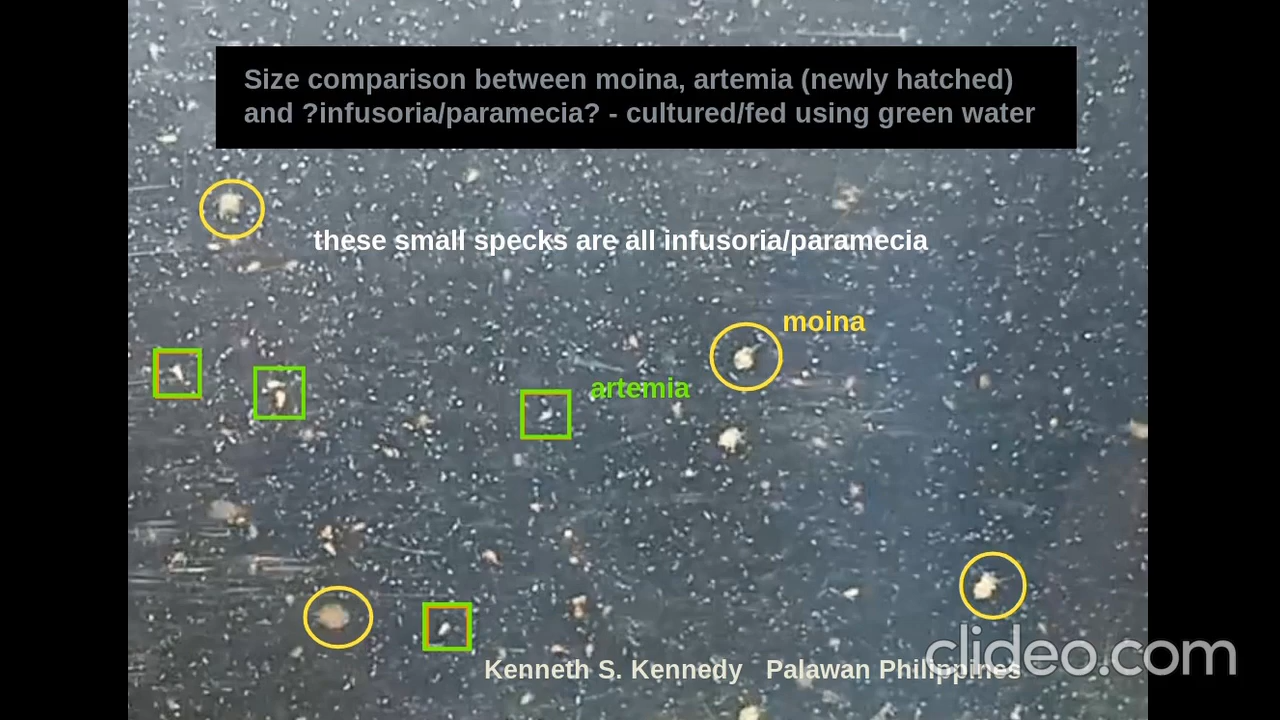 Size comparison between moina, artemia (newly hatched)
and ?infusoria/paramecia? - cultured/fed using green water
these small specks are all infusoria/paramecia
moina
artemia
Kenneth S. Kennedy Palawan Philippines
clideo.com